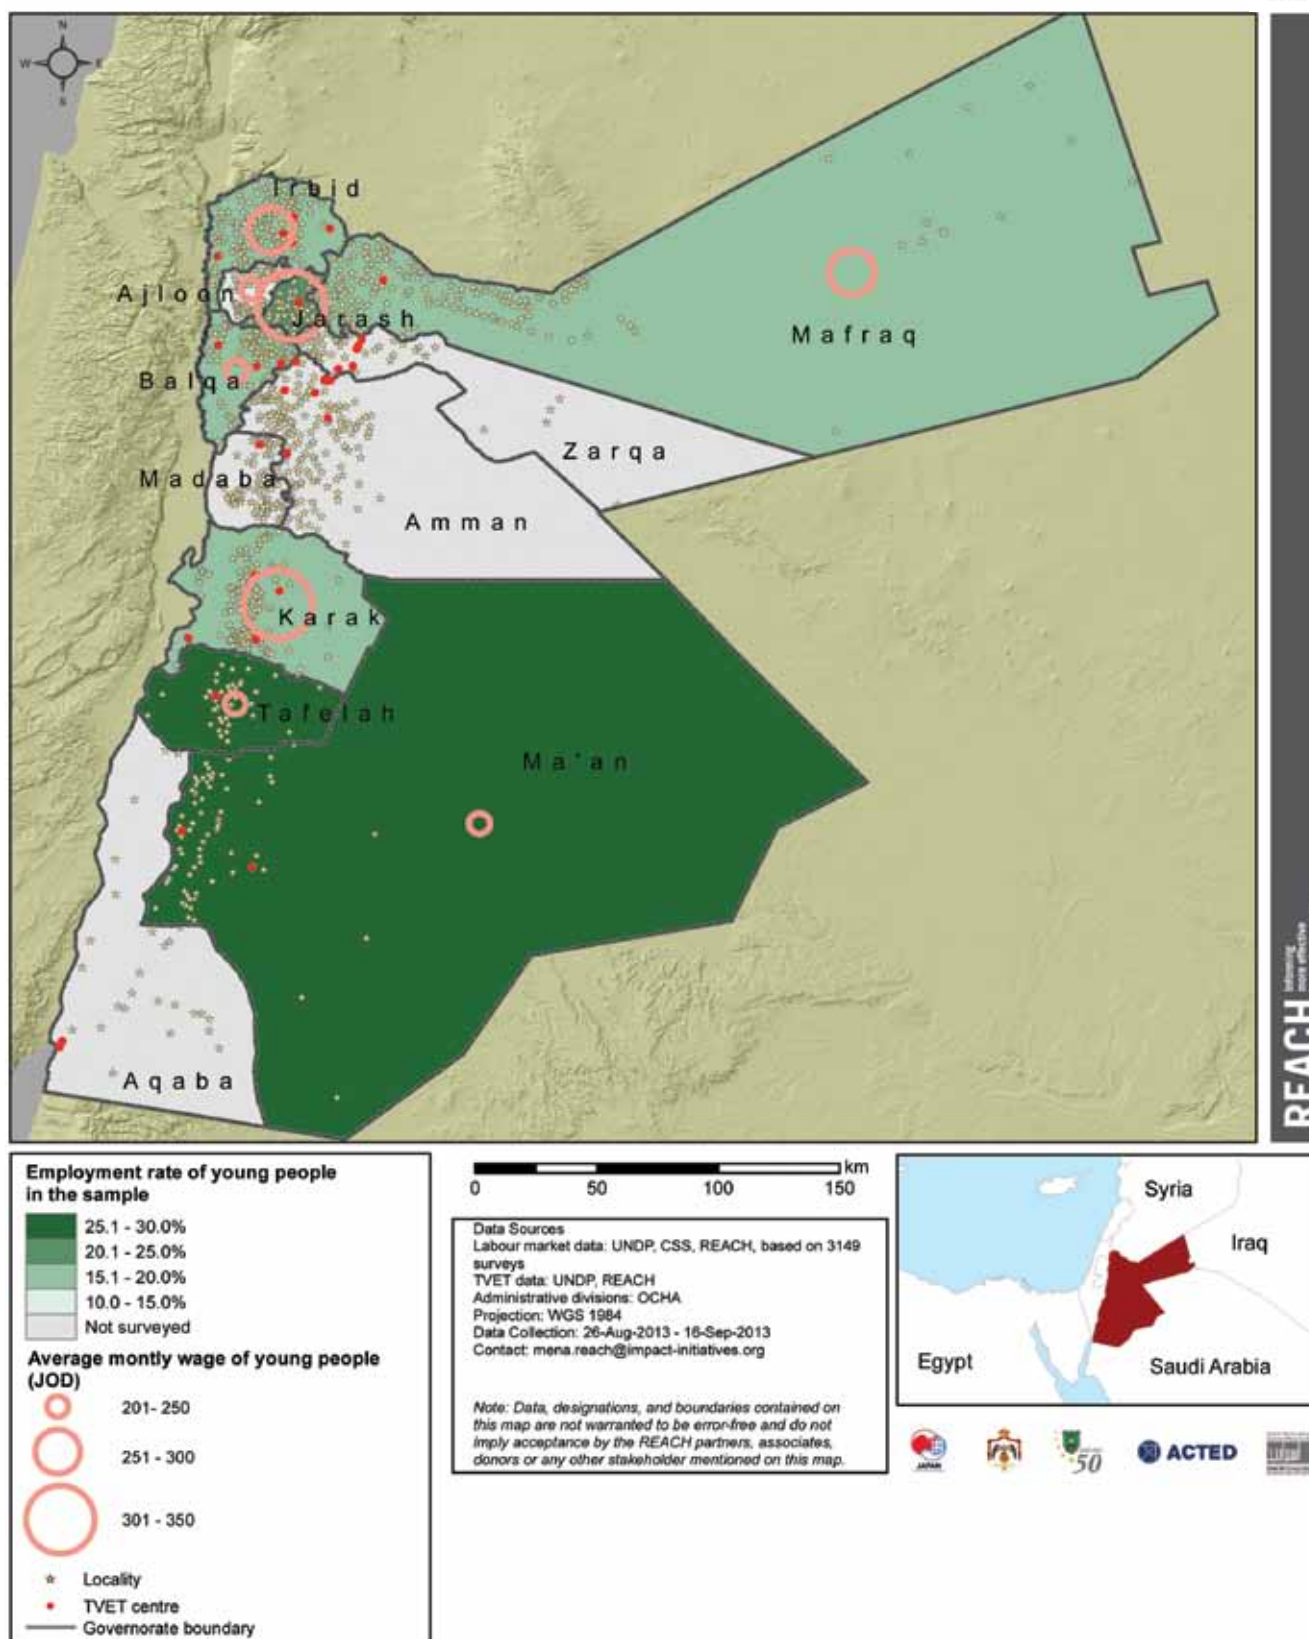 N
W
E
S
Irbid
Ajloon
Jarash
Mafraq
Balqa
Zarqa
Madaba
Amman
Karak
Tafelah
Ma'an
Aqaba
REACH
Informing
more effective
Employment rate of young people
in the sample
25.1 - 30.0%
20.1 - 25.0%
15.1 - 20.0%
10.0 - 15.0%
Not surveyed
Average montly wage of young people
(JOD)
201- 250
251 - 300
301 - 350
Locality
TVET centre
Governorate boundary
km
0 50 100 150
Data Sources
Labour market data: UNDP, CSS, REACH, based on 3149
surveys
TVET data: UNDP, REACH
Administrative divisions: OCHA
Projection: WGS 1984
Data Collection: 26-Aug-2013 - 16-Sep-2013
Contact: mena.reach@impact-initiatives.org
Note: Data, designations, and boundaries contained on
this map are not warranted to be error-free and do not
imply acceptance by the REACH partners, associates,
donors or any other stakeholder mentioned on this map.
Syria
Iraq
Egypt
Saudi Arabia
JAPAN
50
ACTED